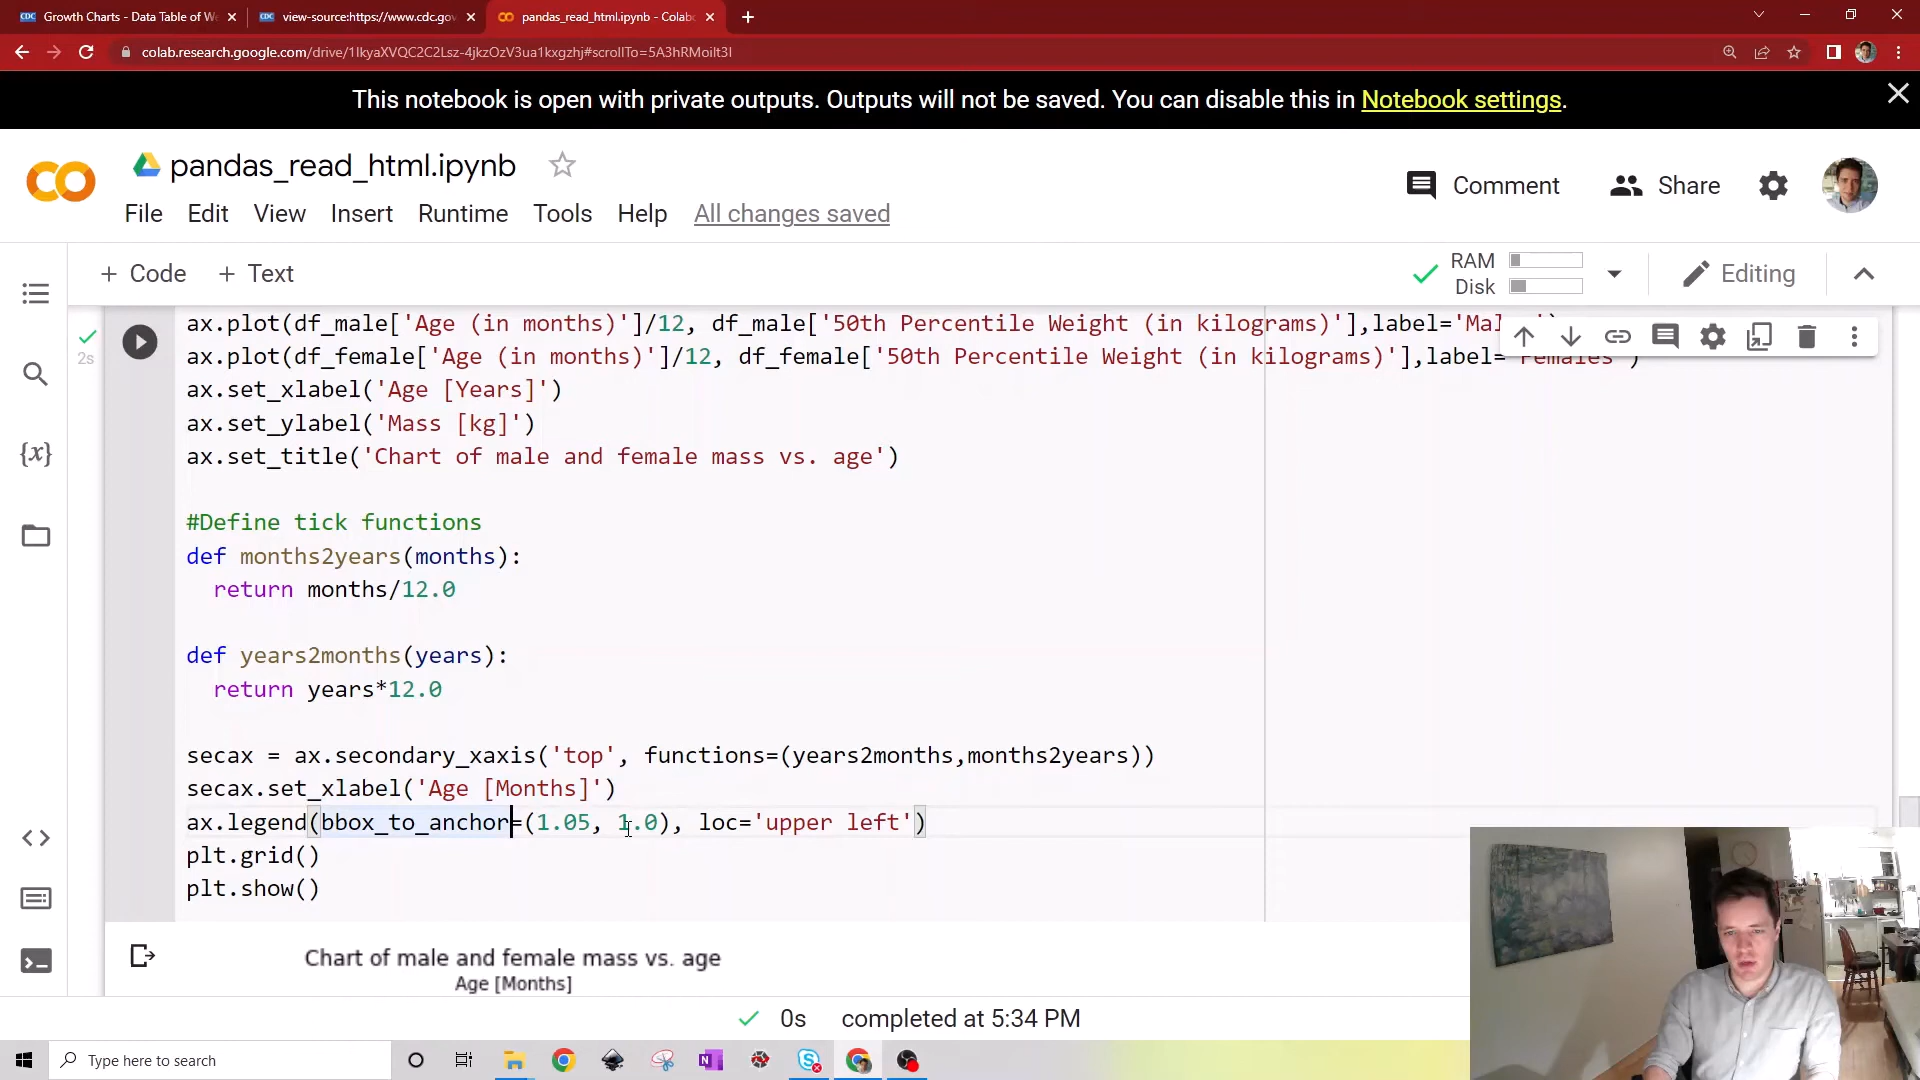 Growth Charts - Data Table of We
view-source:https://www.cdc.gov
pandas_read_html.ipynb - Colab
colab.research.google.com/drive/1IkyaXVQC2C2Lsz-4jkzOzV3ua1kxgzhj#scrollTo=5A3hRMoilt3I
This notebook is open with private outputs. Outputs will not be saved. You can disable this in Notebook settings.
pandas_read_html.ipynb
Comment
Share
File Edit View Insert Runtime Tools Help All changes saved
+ Code + Text
RAM
Disk
Editing
ax.plot(df_male['Age (in months)']/12, df_male['50th Percentile Weight (in kilograms)'],label='Mal
2s
ax.plot(df_female['Age (in months)']/12, df_female['50th Percentile Weight (in kilograms)'],label='Females')
ax.set_xlabel('Age [Years]')
ax.set_ylabel('Mass [kg]')
ax.set_title('Chart of male and female mass vs. age')
#Define tick functions
def months2years(months):
return months/12.0
def years2months(years):
return years*12.0
secax = ax.secondary_xaxis('top', functions=(years2months,months2years))
secax.set_xlabel('Age [Months]')
ax.legend(bbox_to_anchor=(1.05, 1.0), loc='upper left')
plt.grid()
plt.show()
Chart of male and female mass vs. age
Age [Months]
0s completed at 5:34 PM
Type here to search